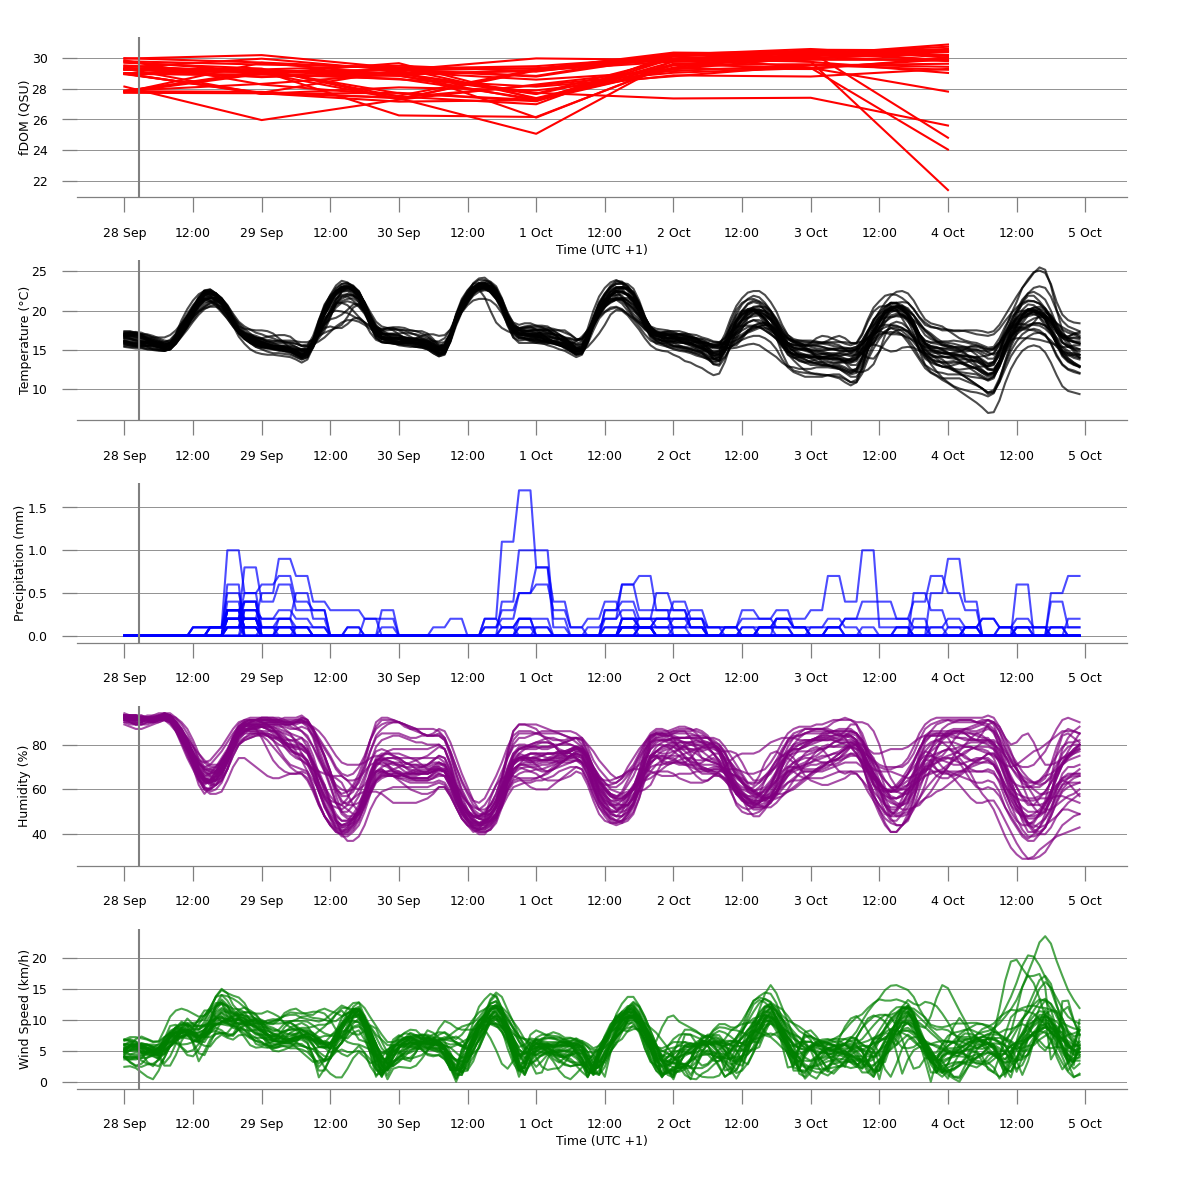 fDOM (QSU)
30
28
26
24
22
28 Sep 12:00 29 Sep 12:00 30 Sep 12:00 1 Oct 12:00 2 Oct 12:00 3 Oct 12:00 4 Oct 12:00 5 Oct
Time (UTC +1)
Temperature (°C)
25
20
15
10
28 Sep 12:00 29 Sep 12:00 30 Sep 12:00 1 Oct 12:00 2 Oct 12:00 3 Oct 12:00 4 Oct 12:00 5 Oct
Precipitation (mm)
1.5
1.0
0.5
0.0
28 Sep 12:00 29 Sep 12:00 30 Sep 12:00 1 Oct 12:00 2 Oct 12:00 3 Oct 12:00 4 Oct 12:00 5 Oct
Humidity (%)
80
60
40
28 Sep 12:00 29 Sep 12:00 30 Sep 12:00 1 Oct 12:00 2 Oct 12:00 3 Oct 12:00 4 Oct 12:00 5 Oct
Wind Speed (km/h)
20
15
10
5
0
28 Sep 12:00 29 Sep 12:00 30 Sep 12:00 1 Oct 12:00 2 Oct 12:00 3 Oct 12:00 4 Oct 12:00 5 Oct
Time (UTC +1)